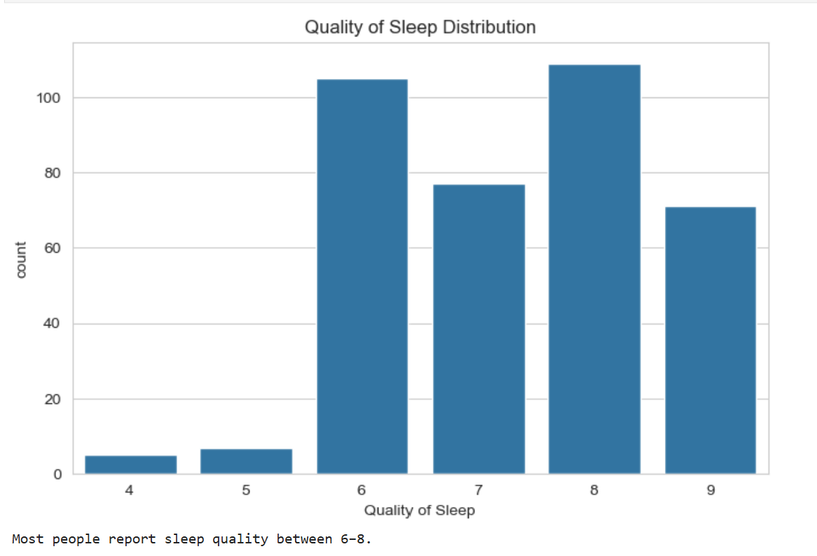 Quality of Sleep Distribution
100
80
60
40
20
0
count
4 5 6 7 8 9
Quality of Sleep
Most people report sleep quality between 6–8.